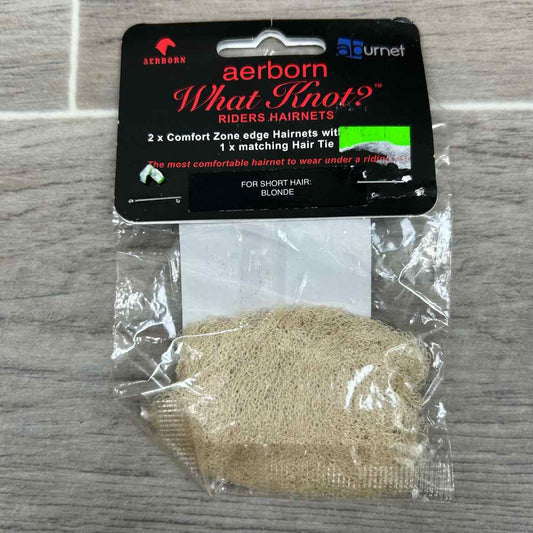 AERBORN
aburnet
aerborn
What Knot?™
RIDERS HAIRNETS
2 x Comfort Zone edge Hairnets with
1 x matching Hair Tie
The most comfortable hairnet to wear under a riding
FOR SHORT HAIR:
BLONDE